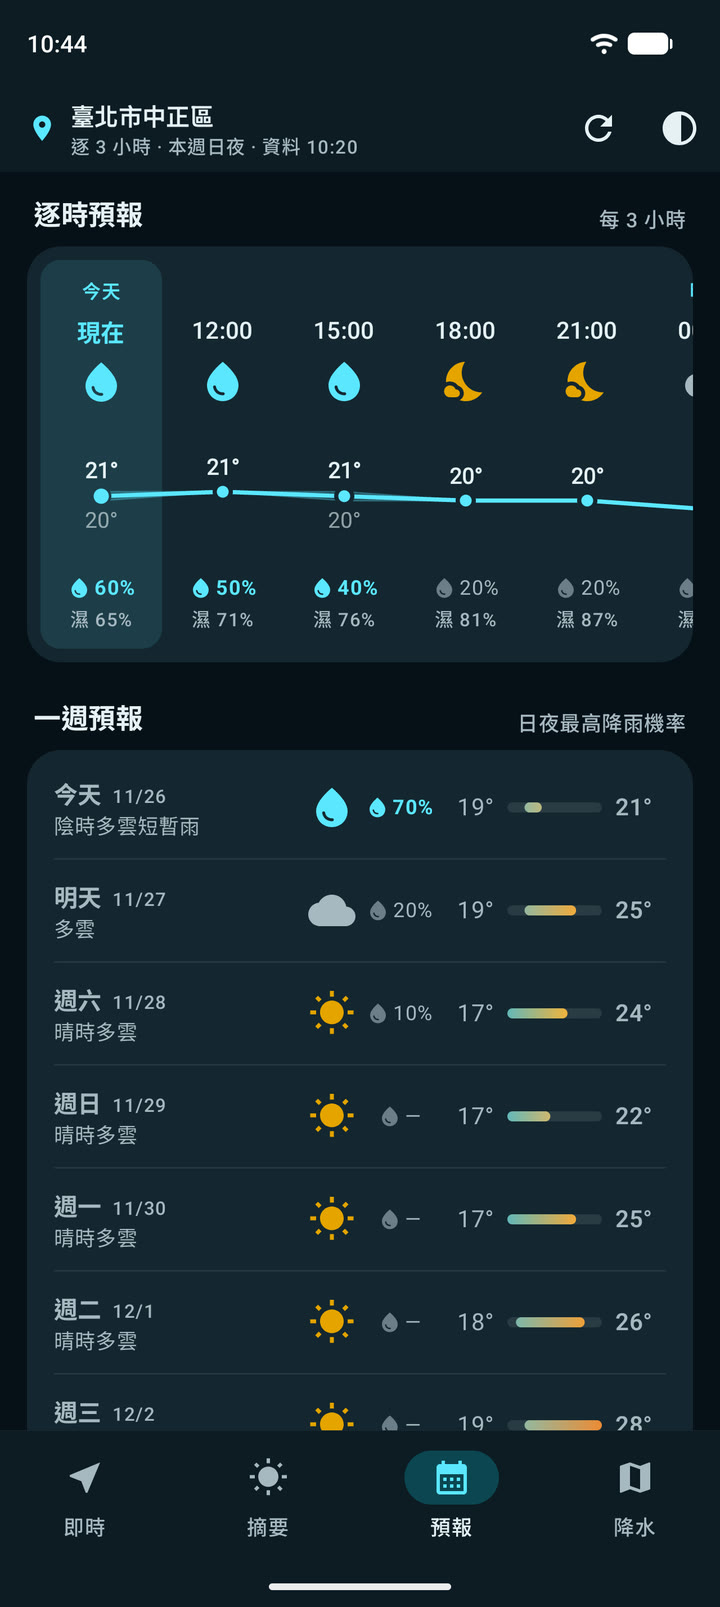 10:44
臺北市中正區
逐 3 小時 · 本週日夜 · 資料 10:20
逐時預報
每 3 小時
今天
現在 12:00 15:00 18:00 21:00
21° 21° 21° 20° 20°
20° 20°
60% 50% 40% 20% 20%
濕 65% 濕 71% 濕 76% 濕 81% 濕 87%
一週預報
日夜最高降雨機率
今天 11/26
陰時多雲短暫雨
70% 19° 21°
明天 11/27
多雲
20% 19° 25°
週六 11/28
晴時多雲
10% 17° 24°
週日 11/29
晴時多雲
– 17° 22°
週一 11/30
晴時多雲
– 17° 25°
週二 12/1
晴時多雲
– 18° 26°
週三 12/2
– 19° 28°
即時 摘要 預報 降水